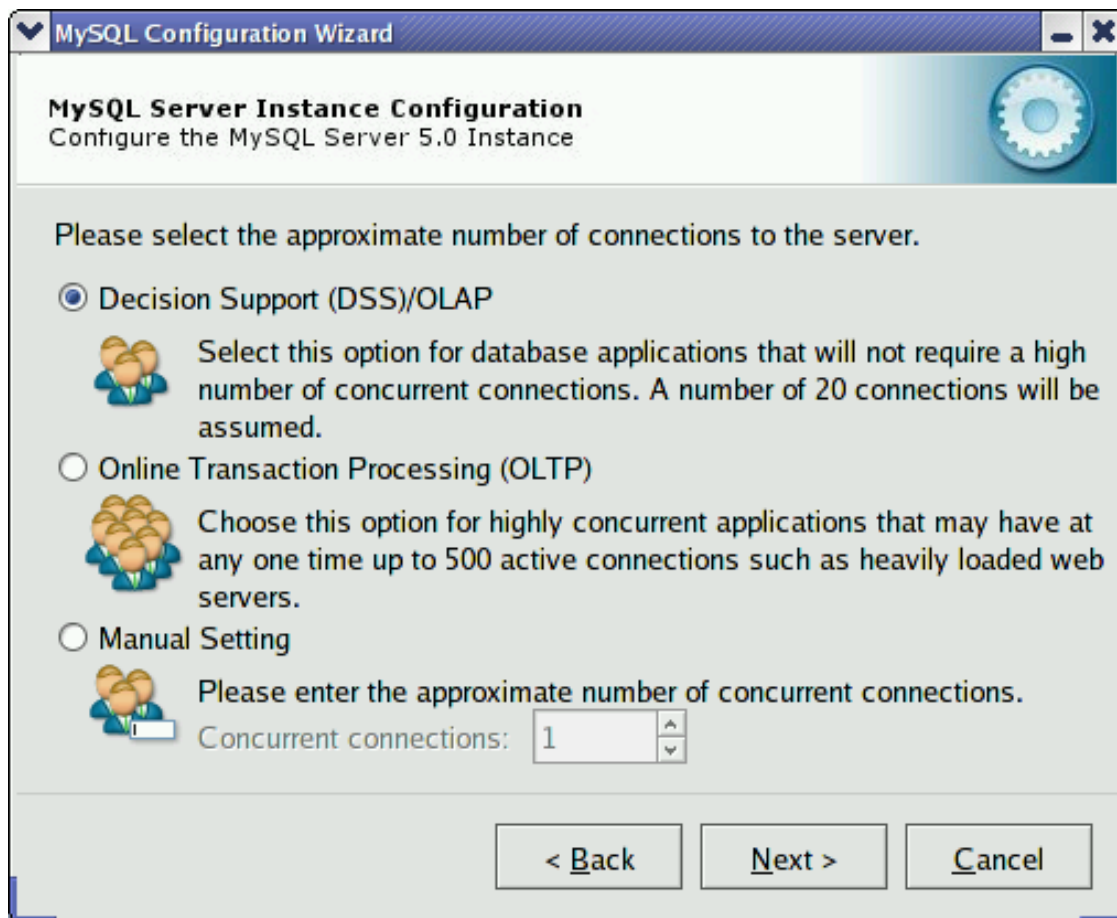 MySQL Configuration Wizard
MySQL Server Instance Configuration
Configure the MySQL Server 5.0 Instance
Please select the approximate number of connections to the server.
Decision Support (DSS)/OLAP
Select this option for database applications that will not require a high
number of concurrent connections. A number of 20 connections will be
assumed.
Online Transaction Processing (OLTP)
Choose this option for highly concurrent applications that may have at
any one time up to 500 active connections such as heavily loaded web
servers.
Manual Setting
Please enter the approximate number of concurrent connections.
Concurrent connections: 1
< Back Next > Cancel